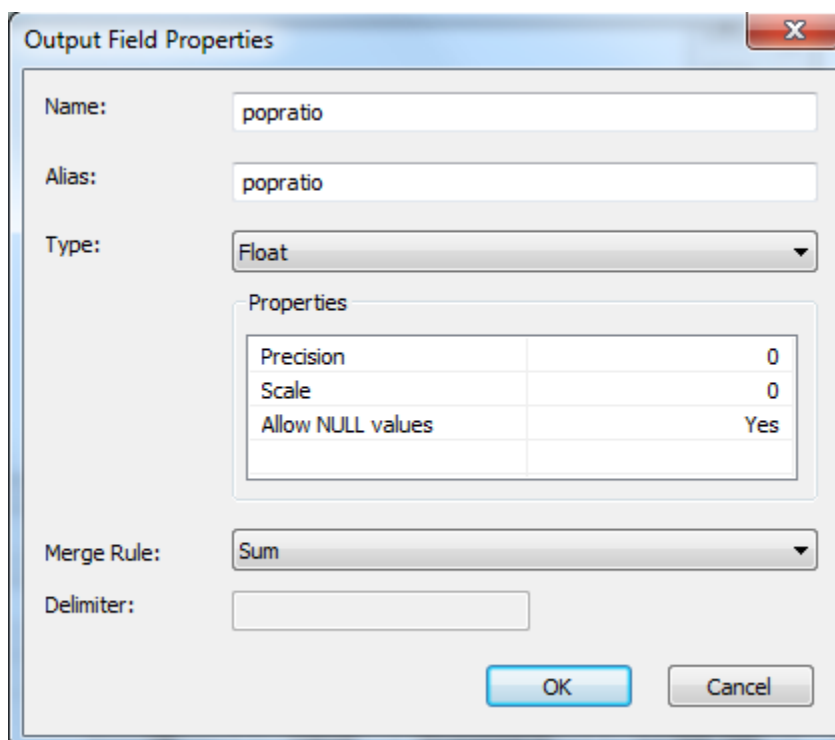 Output Field Properties
Name: popratio
Alias: popratio
Type: Float
Properties
Precision 0
Scale 0
Allow NULL values Yes
Merge Rule: Sum
Delimiter:
OK Cancel